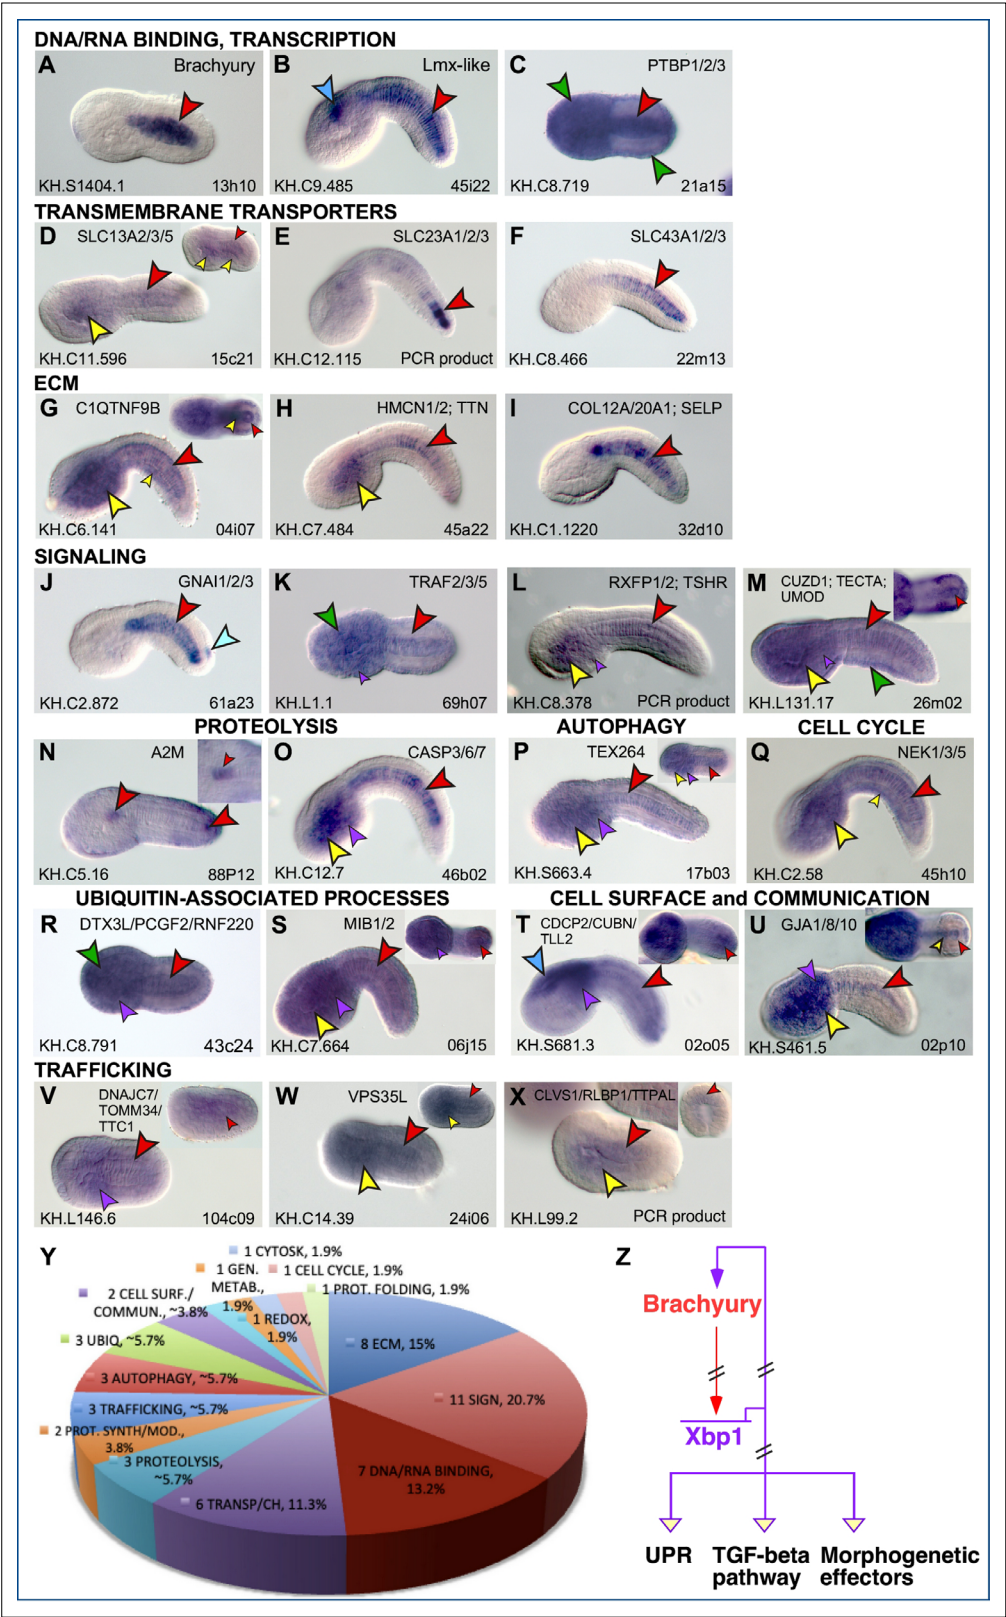 DNA/RNA BINDING, TRANSCRIPTION
A Brachyury
KH.S1404.1 13h10
B Lmx-like
KH.C9.485 45i22
C PTBP1/2/3
KH.C8.719 21a15
TRANSMEMBRANE TRANSPORTERS
D SLC13A2/3/5
KH.C11.596 15c21
E SLC23A1/2/3
KH.C12.115 PCR product
F SLC43A1/2/3
KH.C8.466 22m13
ECM
G C1QTNF9B
KH.C6.141 04i07
H HMCN1/2; TTN
KH.C7.484 45a22
I COL12A/20A1; SELP
KH.C1.1220 32d10
SIGNALING
J GNAI1/2/3
KH.C2.872 61a23
K TRAF2/3/5
KH.L1.1 69h07
L RXFP1/2; TSHR
KH.C8.378 PCR product
M CUZD1; TECTA;
UMOD
KH.L131.17 26m02
PROTEOLYSIS
N A2M
KH.C5.16 88P12
O CASP3/6/7
KH.C12.7 46b02
AUTOPHAGY
P TEX264
KH.S663.4 17b03
CELL CYCLE
Q NEK1/3/5
KH.C2.58 45h10
UBIQUITIN-ASSOCIATED PROCESSES
R DTX3L/PCGF2/RNF220
KH.C8.791 43c24
S MIB1/2
KH.C7.664 06j15
CELL SURFACE and COMMUNICATION
T CDCP2/CUBN/
TLL2
KH.S681.3 02o05
U GJA1/8/10
KH.S461.5 02p10
TRAFFICKING
V DNAJC7/
TOMM34/
TTC1
KH.L146.6 104c09
W VPS35L
KH.C14.39 24i06
X CLVS1/RLBP1/TTPAL
KH.L99.2 PCR product
Y
1 CYTOSK, 1.9%
1 GEN.
METAB.,
1.9%
1 CELL CYCLE, 1.9%
1 PROT. FOLDING, 1.9%
2 CELL SURF./
COMMUN., ~3.8%
1 REDOX,
1.9%
3 UBIQ, ~5.7%
8 ECM, 15%
3 AUTOPHAGY, ~5.7%
11 SIGN, 20.7%
3 TRAFFICKING, ~5.7%
2 PROT. SYNTH/MOD.,
3.8%
3 PROTEOLYSIS,
~5.7%
7 DNA/RNA BINDING,
13.2%
6 TRANSP/CH, 11.3%
Z
Brachyury
Xbp1
UPR
TGF-beta
pathway
Morphogenetic
effectors